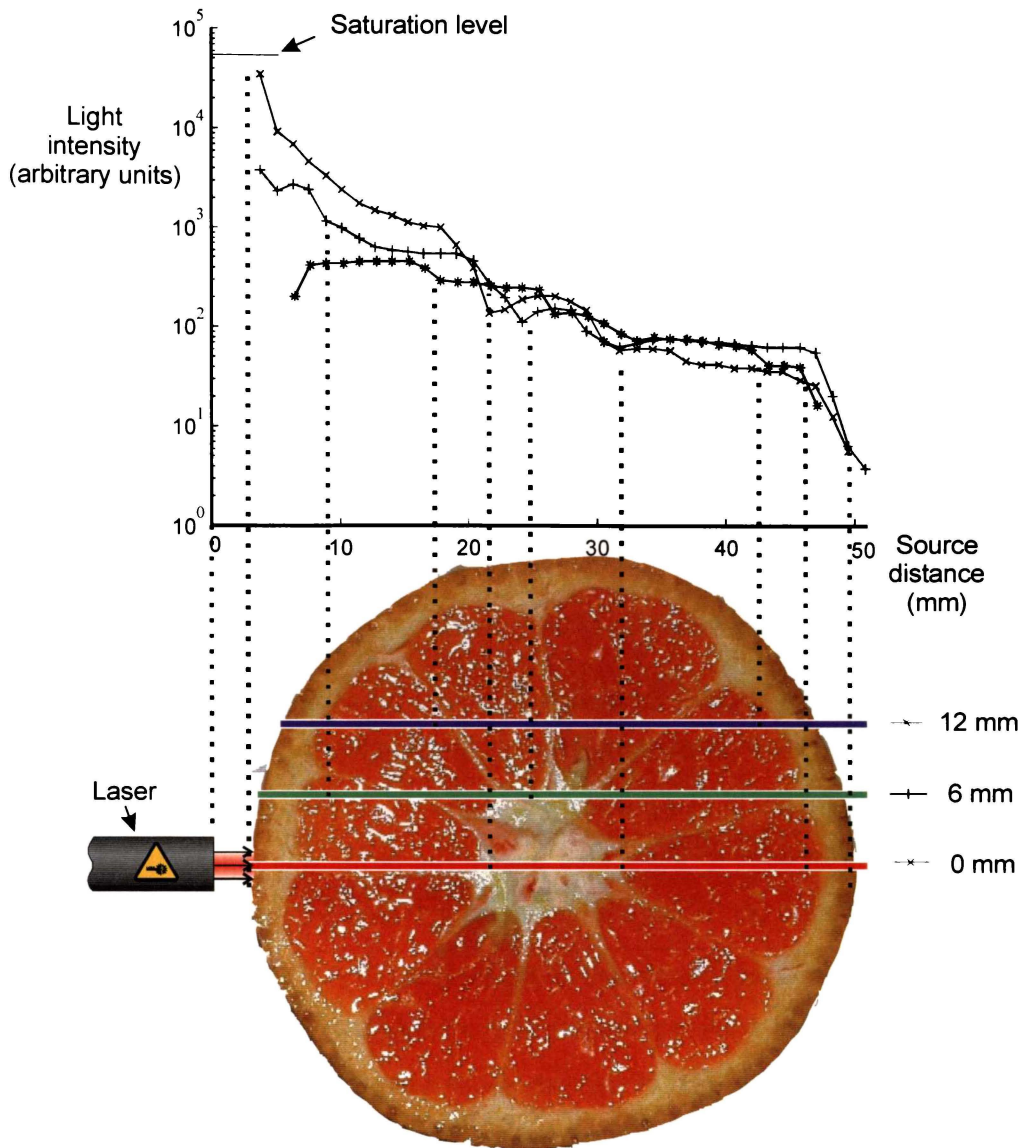 Saturation level
Light
intensity
(arbitrary units)
10^5
10^4
10^3
10^2
10^1
10^0
0 10 20 30 40 50
Source
distance
(mm)
12 mm
6 mm
0 mm
Laser